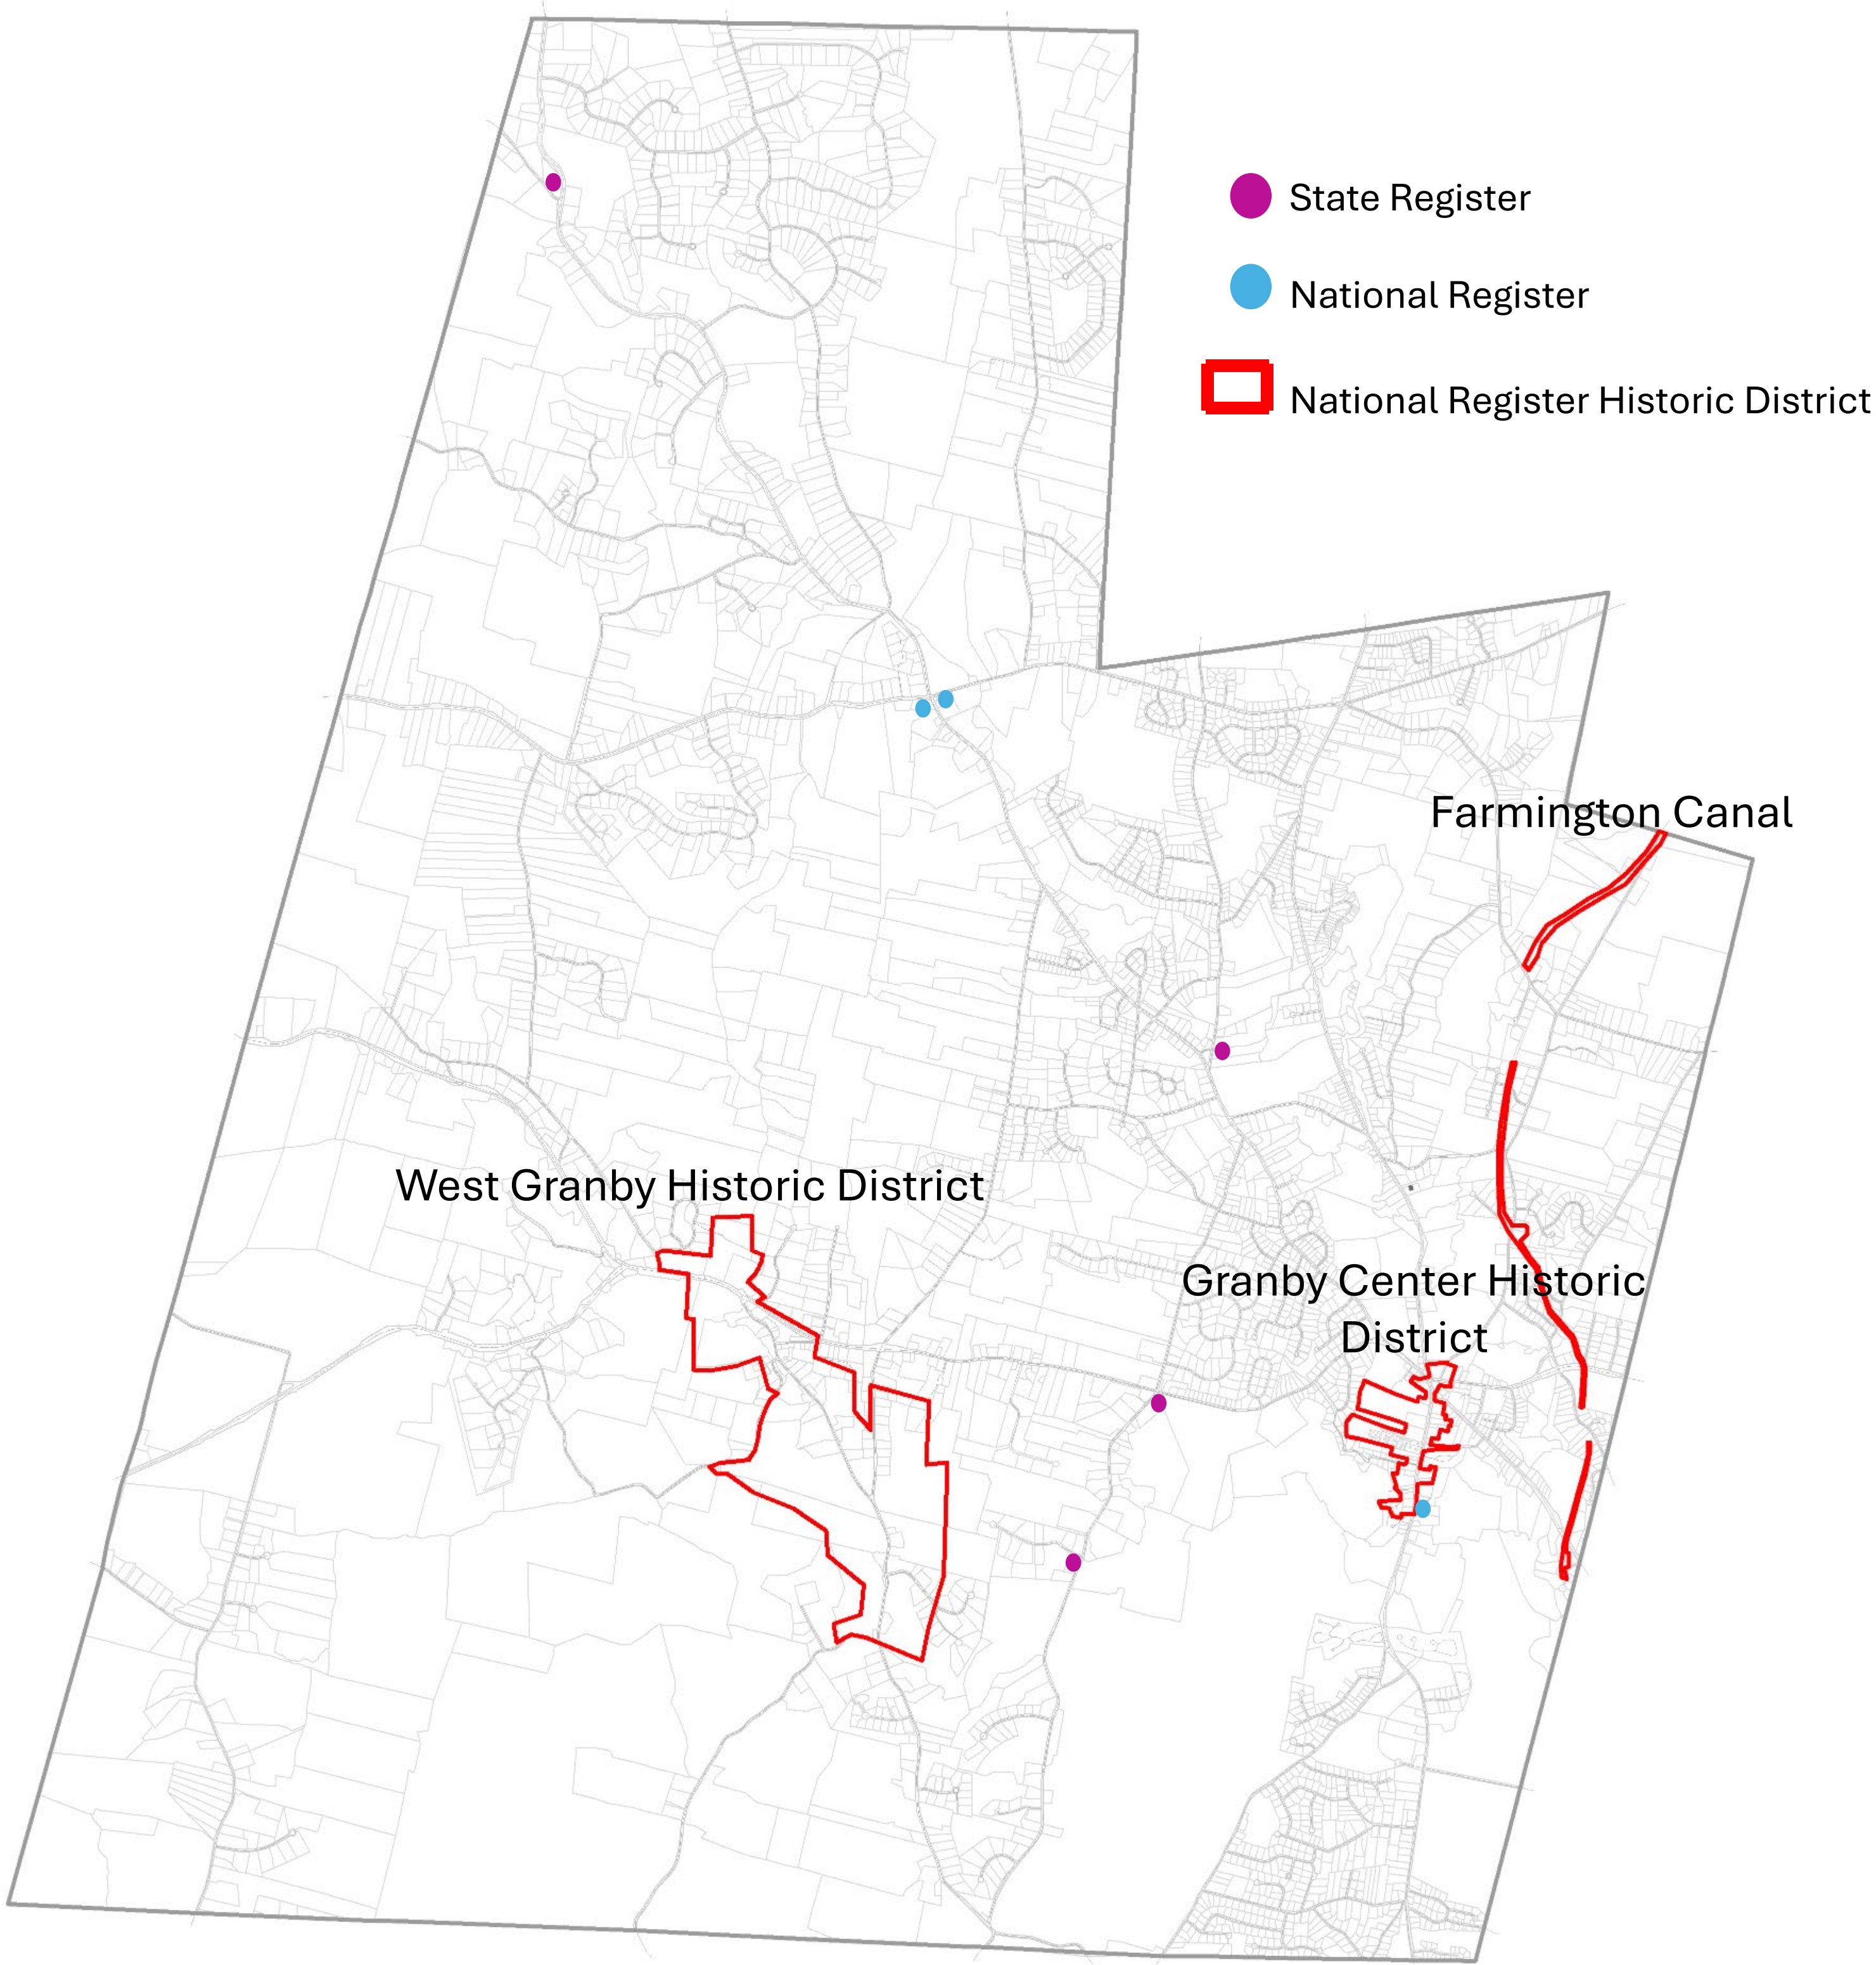 State Register
National Register
National Register Historic District
Farmington Canal
West Granby Historic District
Granby Center Historic
District